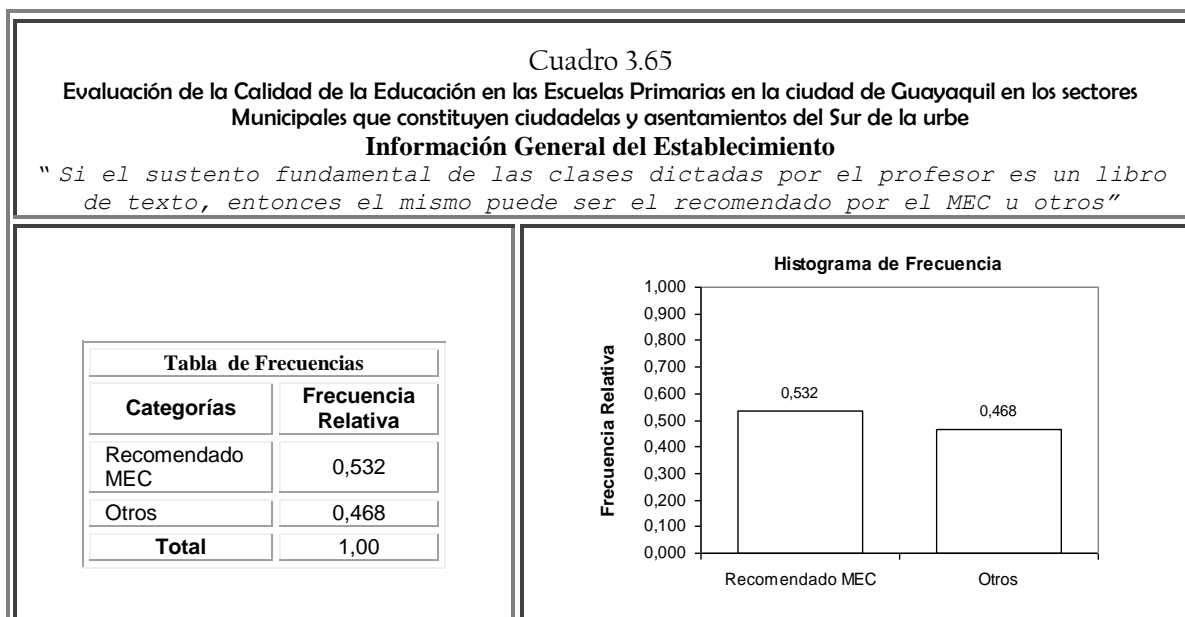 Cuadro 3.65
Evaluación de la Calidad de la Educación en las Escuelas Primarias en la ciudad de Guayaquil en los sectores
Municipales que constituyen ciudadelas y asentamientos del Sur de la urbe
Información General del Establecimiento
“ Si el sustento fundamental de las clases dictadas por el profesor es un libro
de texto, entonces el mismo puede ser el recomendado por el MEC u otros”
Tabla de Frecuencias
Categorías
Frecuencia
Relativa
Recomendado
MEC
0,532
Otros
0,468
Total
1,00
Histograma de Frecuencia
Frecuencia Relativa
1,000
0,900
0,800
0,700
0,600
0,500
0,400
0,300
0,200
0,100
0,000
0,532
0,468
Recomendado MEC
Otros